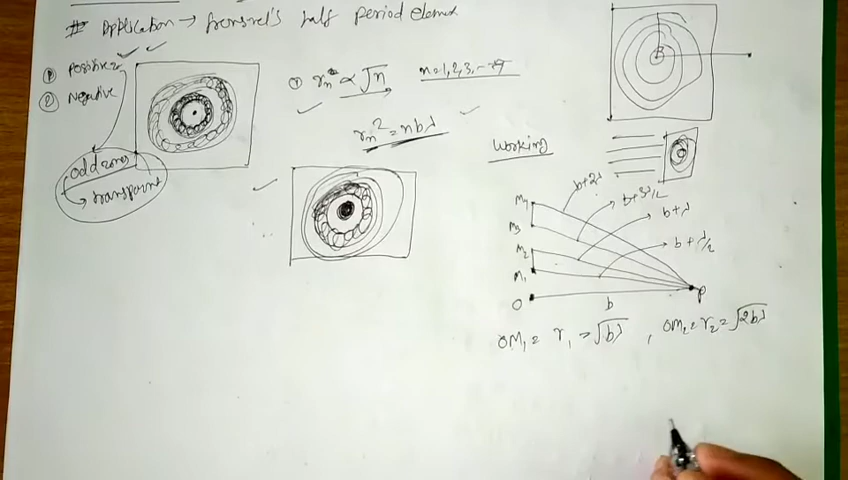 # Application → fresnel's half period element
① Positive
② Negative
odd zones
→ transparent
① rn ∝ √n n=1,2,3,--
rn² = nbλ
B
Working
M4
M3
M2
M1
O
b+2λ
b+3λ/2
b+λ
b+λ/2
P
b
OM1 = r1 = √bλ , OM2 = r2 = √2bλ